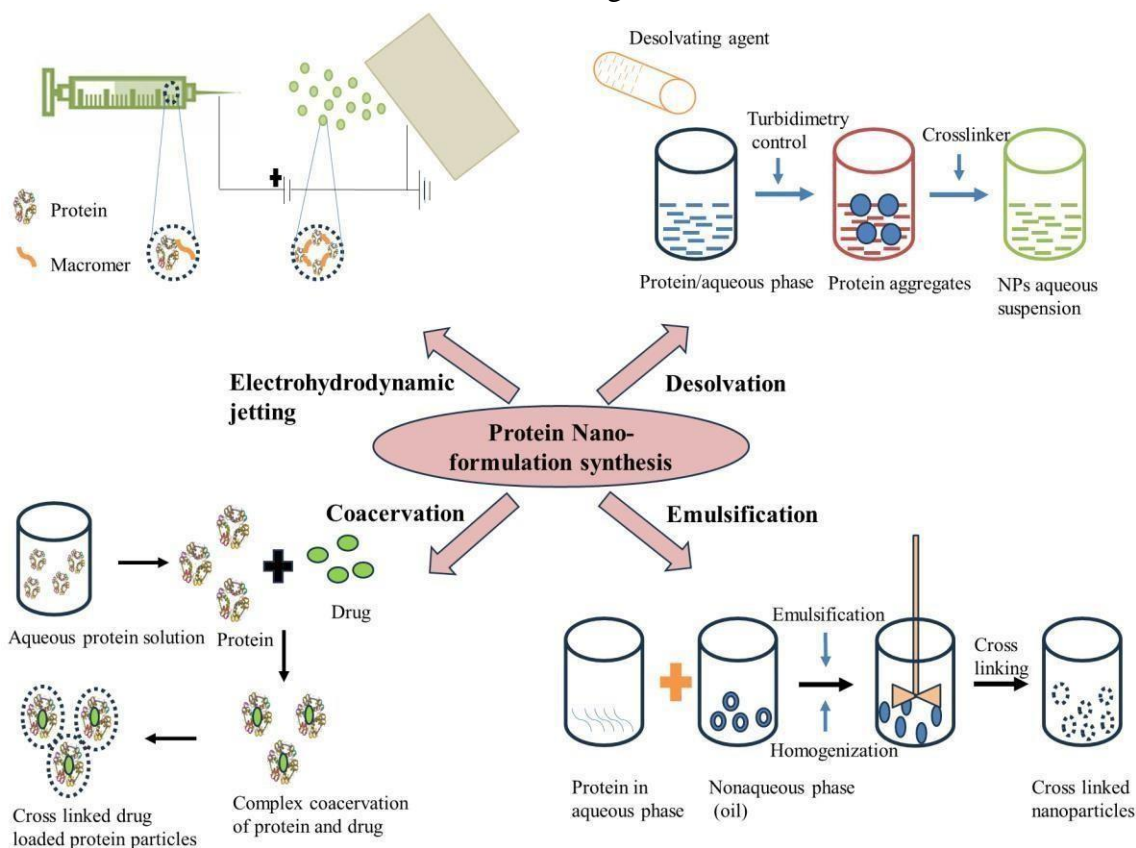 Desolvating agent
Turbidimetry
control
Crosslinker
Protein
Macromer
Protein/aqueous phase
Protein aggregates
NPs aqueous
suspension
Electrohydrodynamic
jetting
Desolvation
Protein Nano-
formulation synthesis
Coacervation
Emulsification
Aqueous protein solution
Protein
Drug
Complex coacervation
of protein and drug
Cross linked drug
loaded protein particles
Emulsification
Homogenization
Cross
linking
Protein in
aqueous phase
Nonaqueous phase
(oil)
Cross linked
nanoparticles